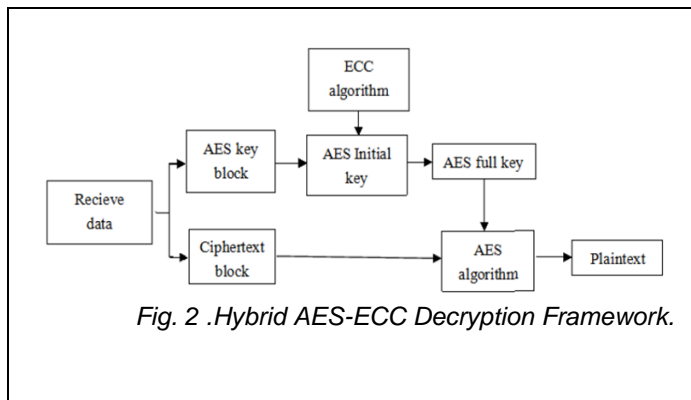 ECC
algorithm
AES key
block
AES Initial
key
AES full key
Recieve
data
Ciphertext
block
AES
algorithm
Plaintext
Fig. 2 .Hybrid AES-ECC Decryption Framework.